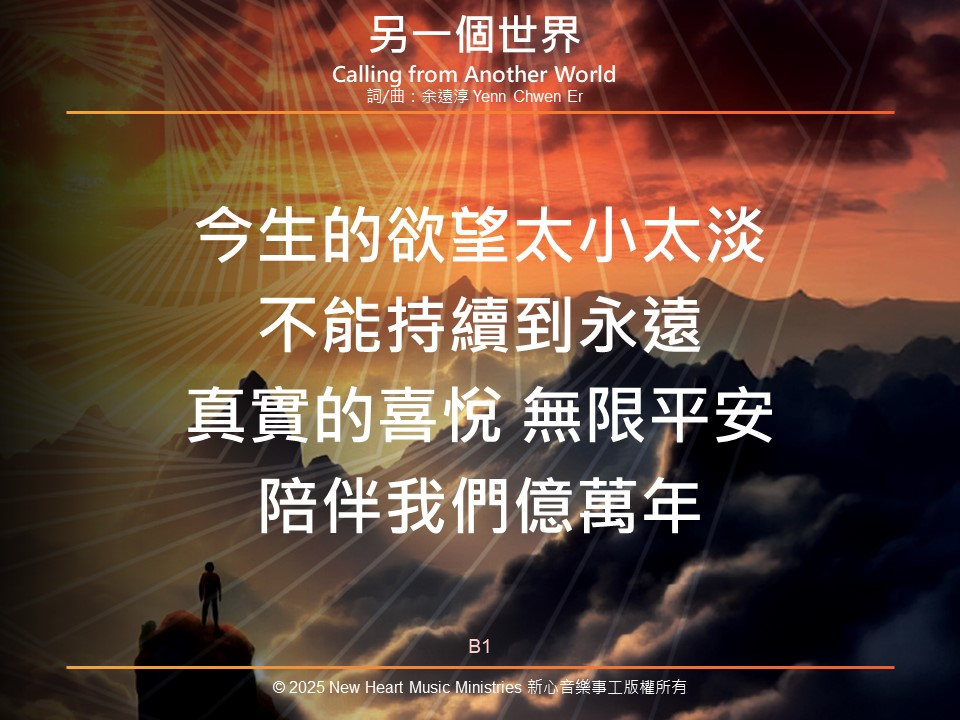 另一個世界
Calling from Another World
詞/曲：余遠淳 Yenn Chwen Er
今生的欲望太小太淡
不能持續到永遠
真實的喜悅 無限平安
陪伴我們億萬年
B1
© 2025 New Heart Music Ministries 新心音樂事工版權所有